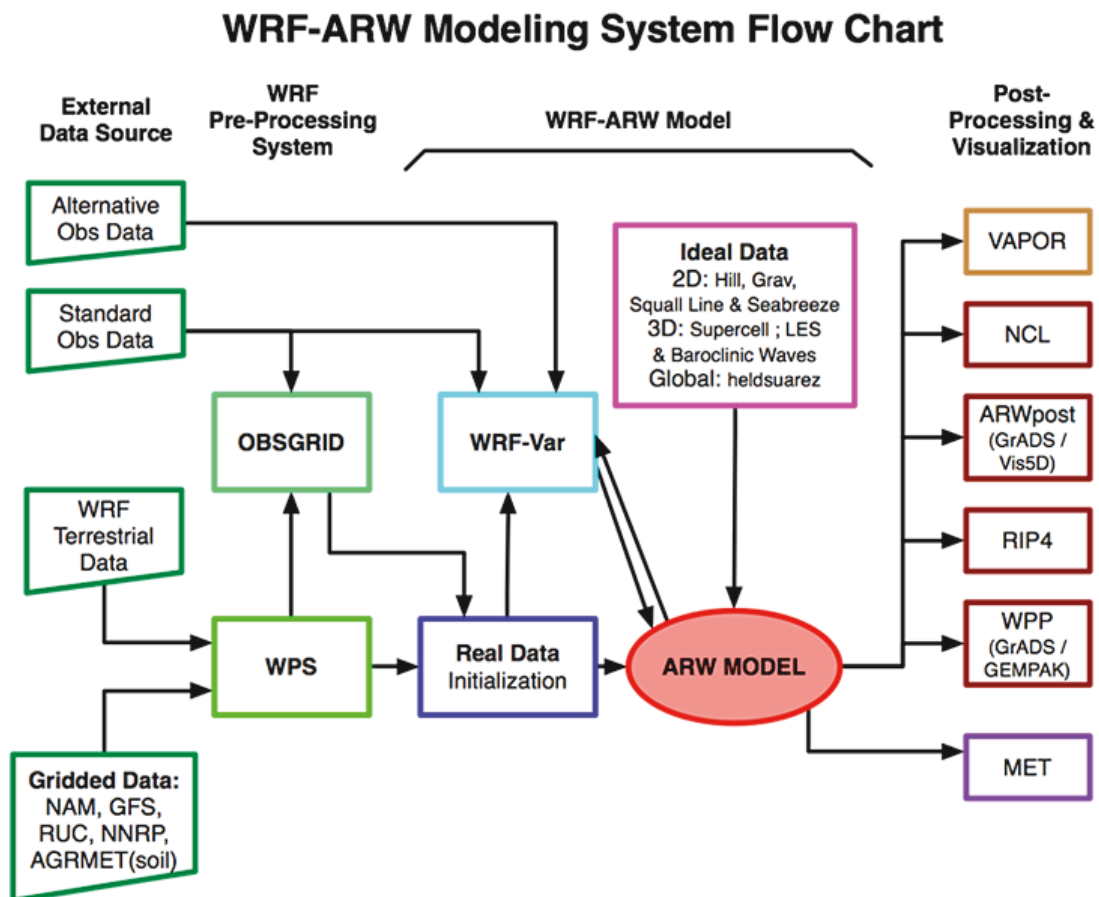 WRF-ARW Modeling System Flow Chart
External
Data Source
WRF
Pre-Processing
System
WRF-ARW Model
Post-
Processing &
Visualization
Alternative
Obs Data
Standard
Obs Data
WRF
Terrestrial
Data
Gridded Data:
NAM, GFS,
RUC, NNRP,
AGRMET(soil)
OBSGRID
WPS
WRF-Var
Real Data
Initialization
Ideal Data
2D: Hill, Grav,
Squall Line & Seabreeze
3D: Supercell ; LES
& Baroclinic Waves
Global: heldsuarez
ARW MODEL
VAPOR
NCL
ARWpost
(GrADS /
Vis5D)
RIP4
WPP
(GrADS /
GEMPAK)
MET